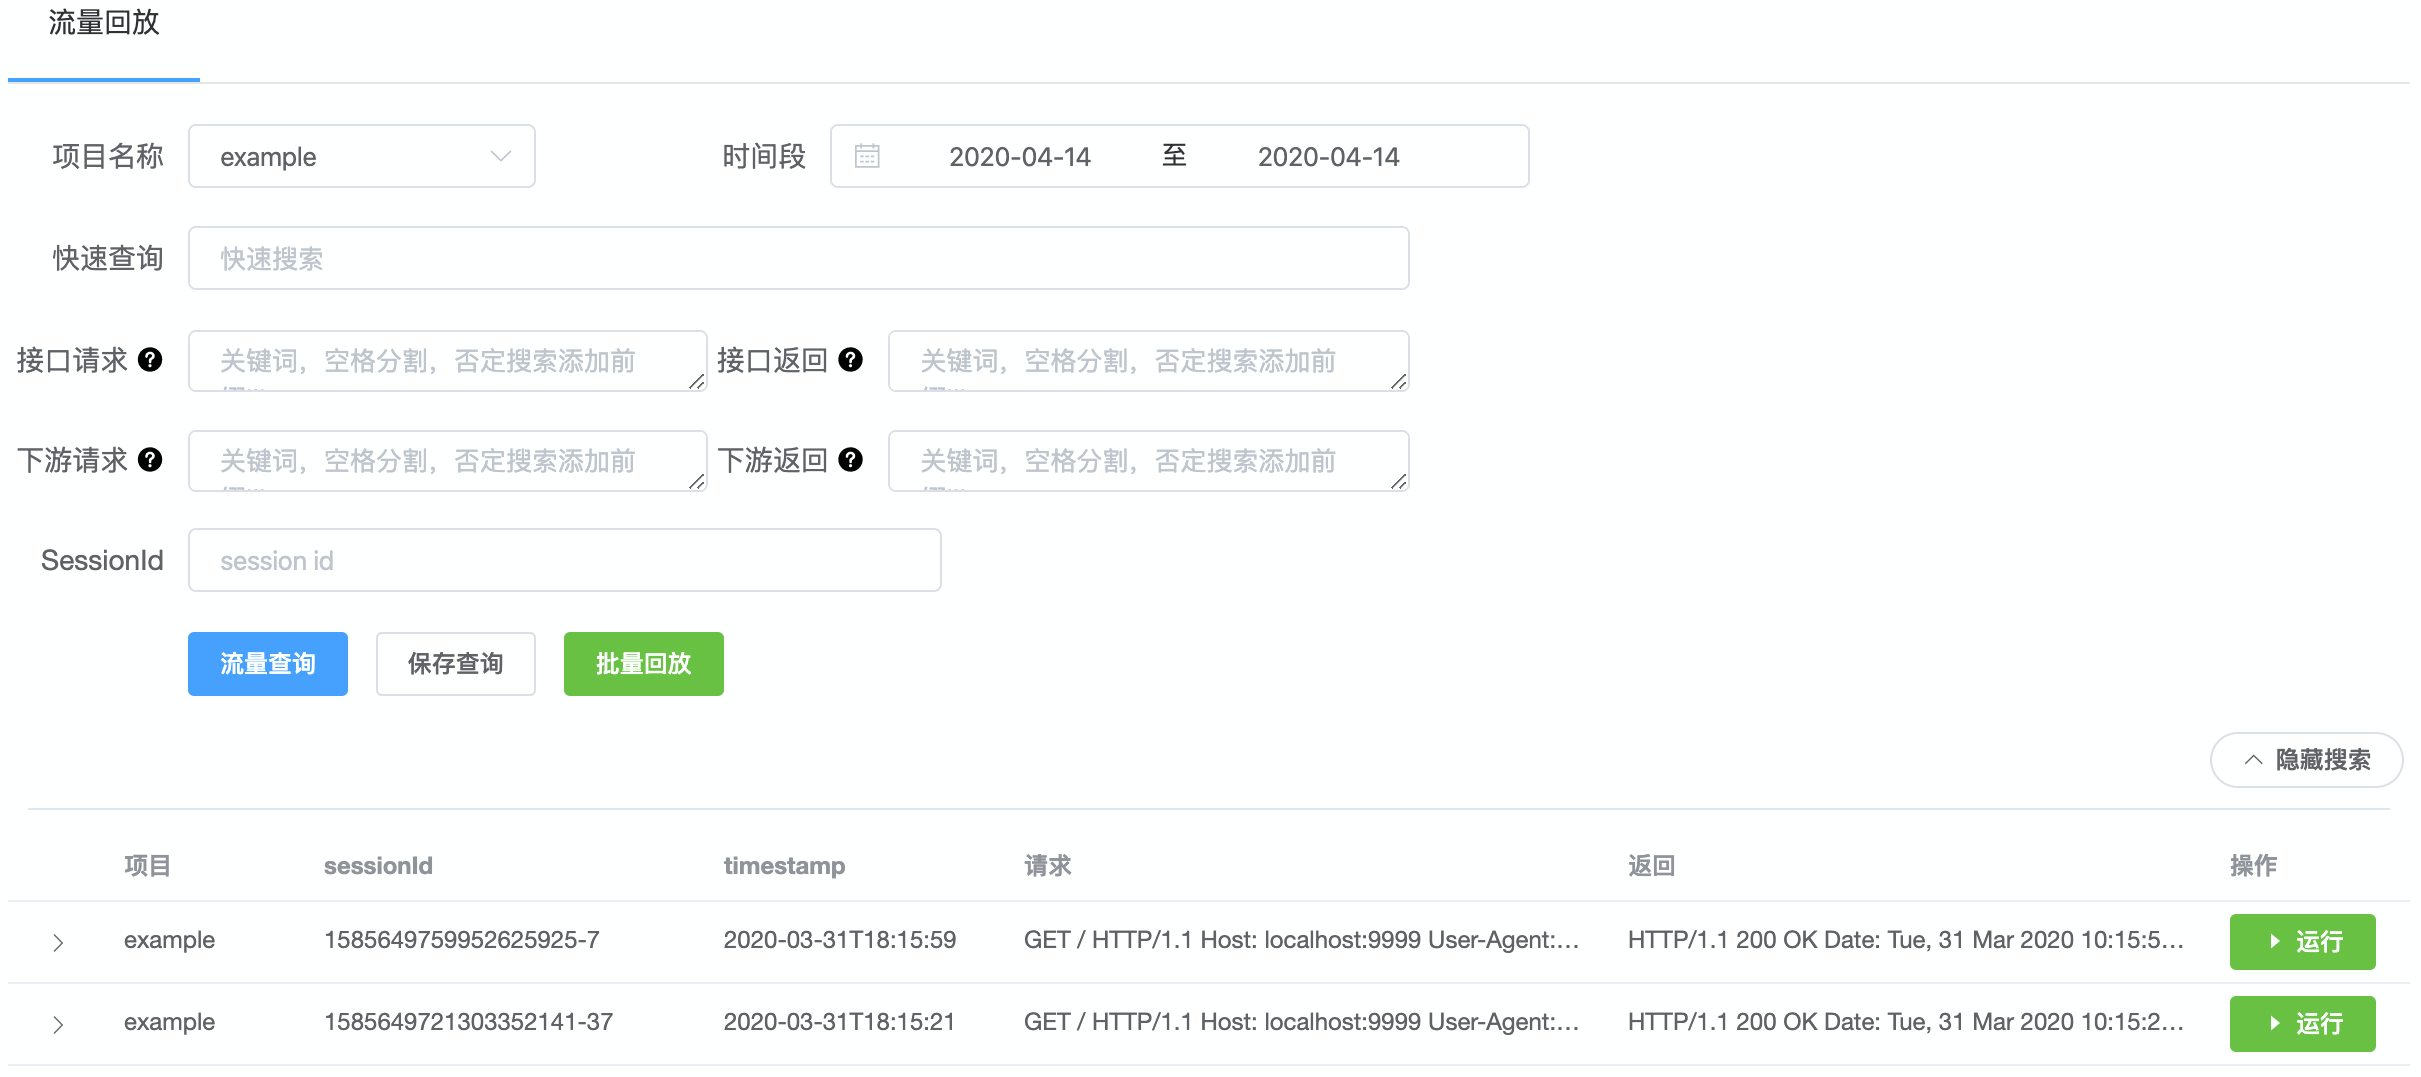 流量回放
项目名称 example 时间段 2020-04-14 至 2020-04-14
快速查询 快速搜索
接口请求 ? 关键词，空格分割，否定搜索添加前 接口返回 ? 关键词，空格分割，否定搜索添加前
下游请求 ? 关键词，空格分割，否定搜索添加前 下游返回 ? 关键词，空格分割，否定搜索添加前
SessionId session id
流量查询 保存查询 批量回放
隐藏搜索
项目 sessionId timestamp 请求 返回 操作
example 1585649759952625925-7 2020-03-31T18:15:59 GET / HTTP/1.1 Host: localhost:9999 User-Agent:... HTTP/1.1 200 OK Date: Tue, 31 Mar 2020 10:15:5... 运行
example 1585649721303352141-37 2020-03-31T18:15:21 GET / HTTP/1.1 Host: localhost:9999 User-Agent:... HTTP/1.1 200 OK Date: Tue, 31 Mar 2020 10:15:2... 运行